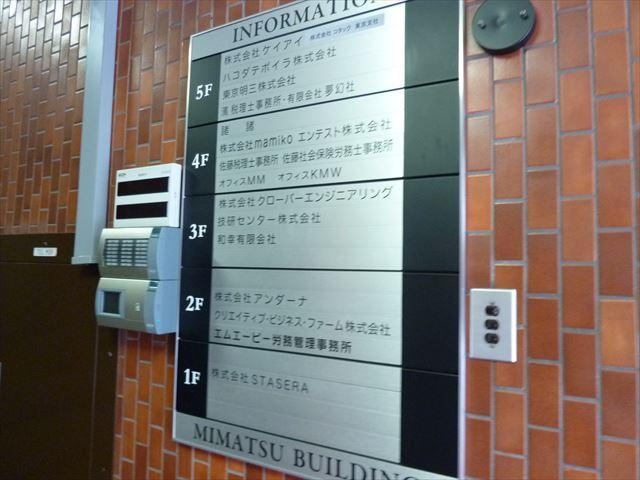 INFORMATION
5F
株式会社ケイアイ 株式会社 コタック 東京支社
ハコダテボイラ株式会社
東京明三株式会社
税理士事務所・有限会社 夢幻社
4F
諸 諸
株式会社mamiko エンテスト株式会社
佐藤税理士事務所 佐藤社会保険労務士事務所
オフィスMM オフィスKMW
3F
株式会社クローバーエンジニアリング
技研センター株式会社
和幸有限会社
2F
株式会社アンダーナ
クリエイティブ・ビジネス・ファーム株式会社
エムエービー労務管理事務所
1F
株式会社STASERA
MIMATSU BUILDING